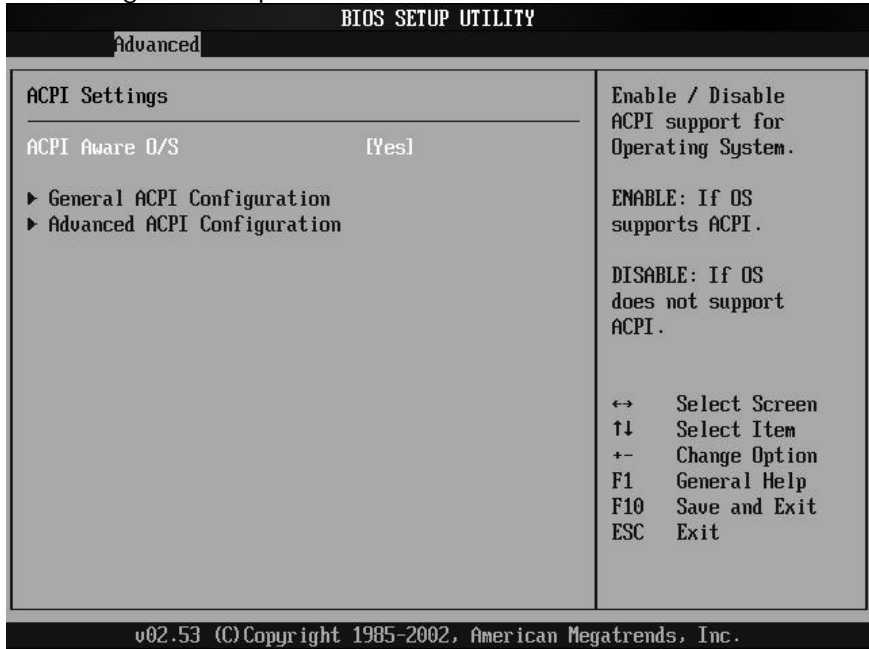 BIOS SETUP UTILITY
Advanced
ACPI Settings
ACPI Aware O/S [Yes]
▶ General ACPI Configuration
▶ Advanced ACPI Configuration
Enable / Disable
ACPI support for
Operating System.
ENABLE: If OS
supports ACPI.
DISABLE: If OS
does not support
ACPI.
←→ Select Screen
↑↓ Select Item
+- Change Option
F1 General Help
F10 Save and Exit
ESC Exit
v02.53 (C)Copyright 1985-2002, American Megatrends, Inc.